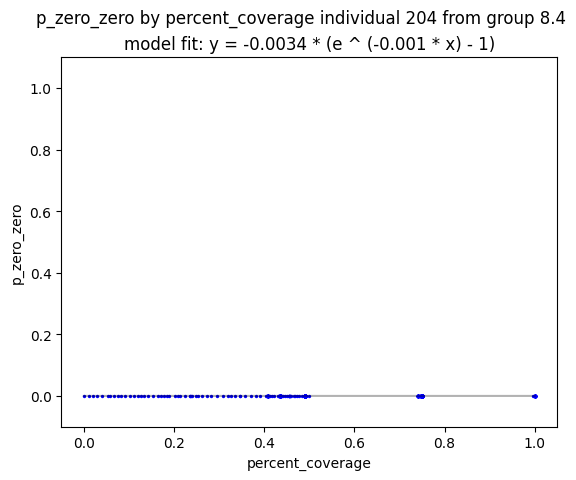 p_zero_zero by percent_coverage individual 204 from group 8.4
model fit: y = -0.0034 * (e ^ (-0.001 * x) - 1)
1.0
0.8
0.6
0.4
0.2
0.0
p_zero_zero
0.0 0.2 0.4 0.6 0.8 1.0
percent_coverage